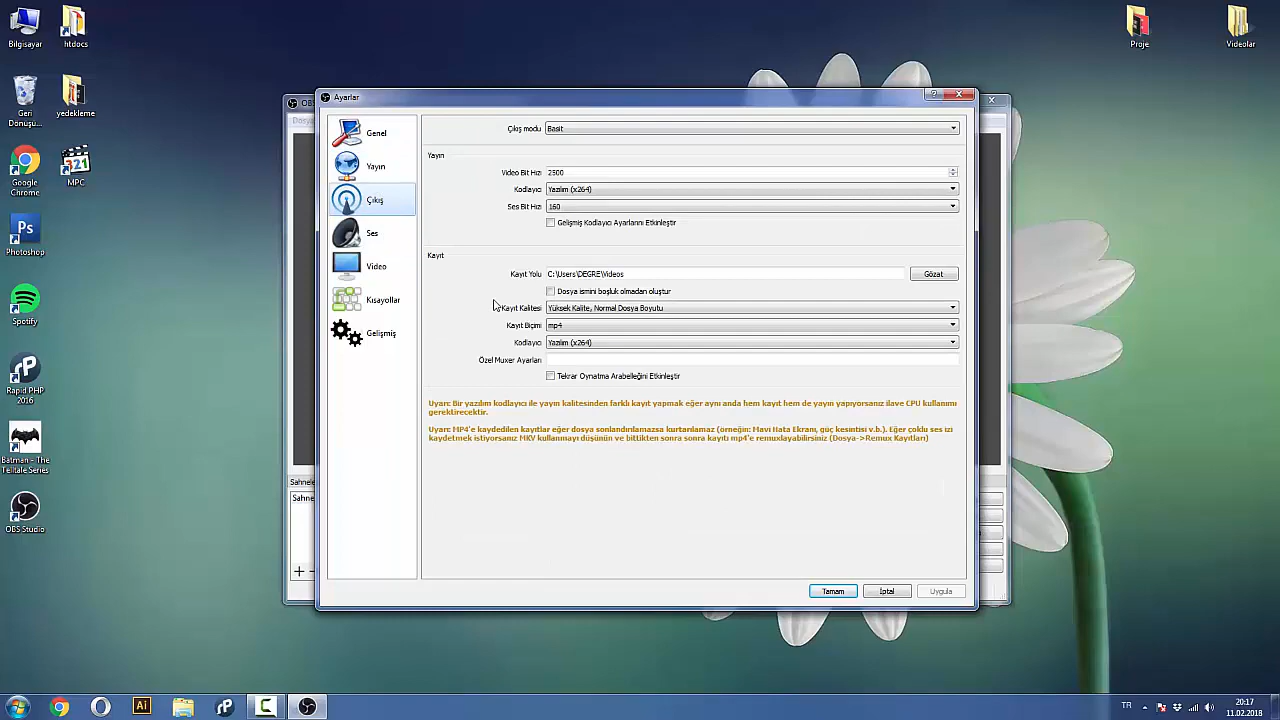 Bilgisayar
htdocs
Geri
Dönüşü...
yedekleme
Google
Chrome
MPC
Photoshop
Spotify
Rapid PHP
2016
Batman - The
Telltale Series
OBS Studio
Proje
Videolar
Ayarlar
Genel
Yayın
Çıkış
Ses
Video
Kısayollar
Gelişmiş
Çıkış modu Basit
Yayın
Video Bit Hızı 2500
Kodlayıcı Yazılım (x264)
Ses Bit Hızı 160
Gelişmiş Kodlayıcı Ayarlarını Etkinleştir
Kayıt
Kayıt Yolu C:\Users\DEGRE\Videos Gözat
Dosya ismini boşluk olmadan oluştur
Kayıt Kalitesi Yüksek Kalite, Normal Dosya Boyutu
Kayıt Biçimi mp4
Kodlayıcı Yazılım (x264)
Özel Muxer Ayarları
Tekrar Oynatma Arabelleğini Etkinleştir
Uyarı: Bir yazılım kodlayıcı ile yayın kalitesinden farklı kayıt yapmak eğer aynı anda hem kayıt hem de yayın yapıyorsanız ilave CPU kullanımı
gerektirecektir.
Uyarı: MP4'e kaydedilen kayıtlar eğer dosya sonlandırılamazsa kurtarılamaz (örneğin: Mavi Hata Ekranı, güç kesintisi v.b.). Eğer çoklu ses izi
kaydetmek istiyorsanız MKV kullanmayı düşünün ve bittikten sonra sonra kayıtı mp4'e remuxlayabilirsiniz (Dosya->Remux Kayıtları)
Tamam
İptal
Uygula
Dosya
Sahnele
Sahne
TR
20:17
11.02.2018